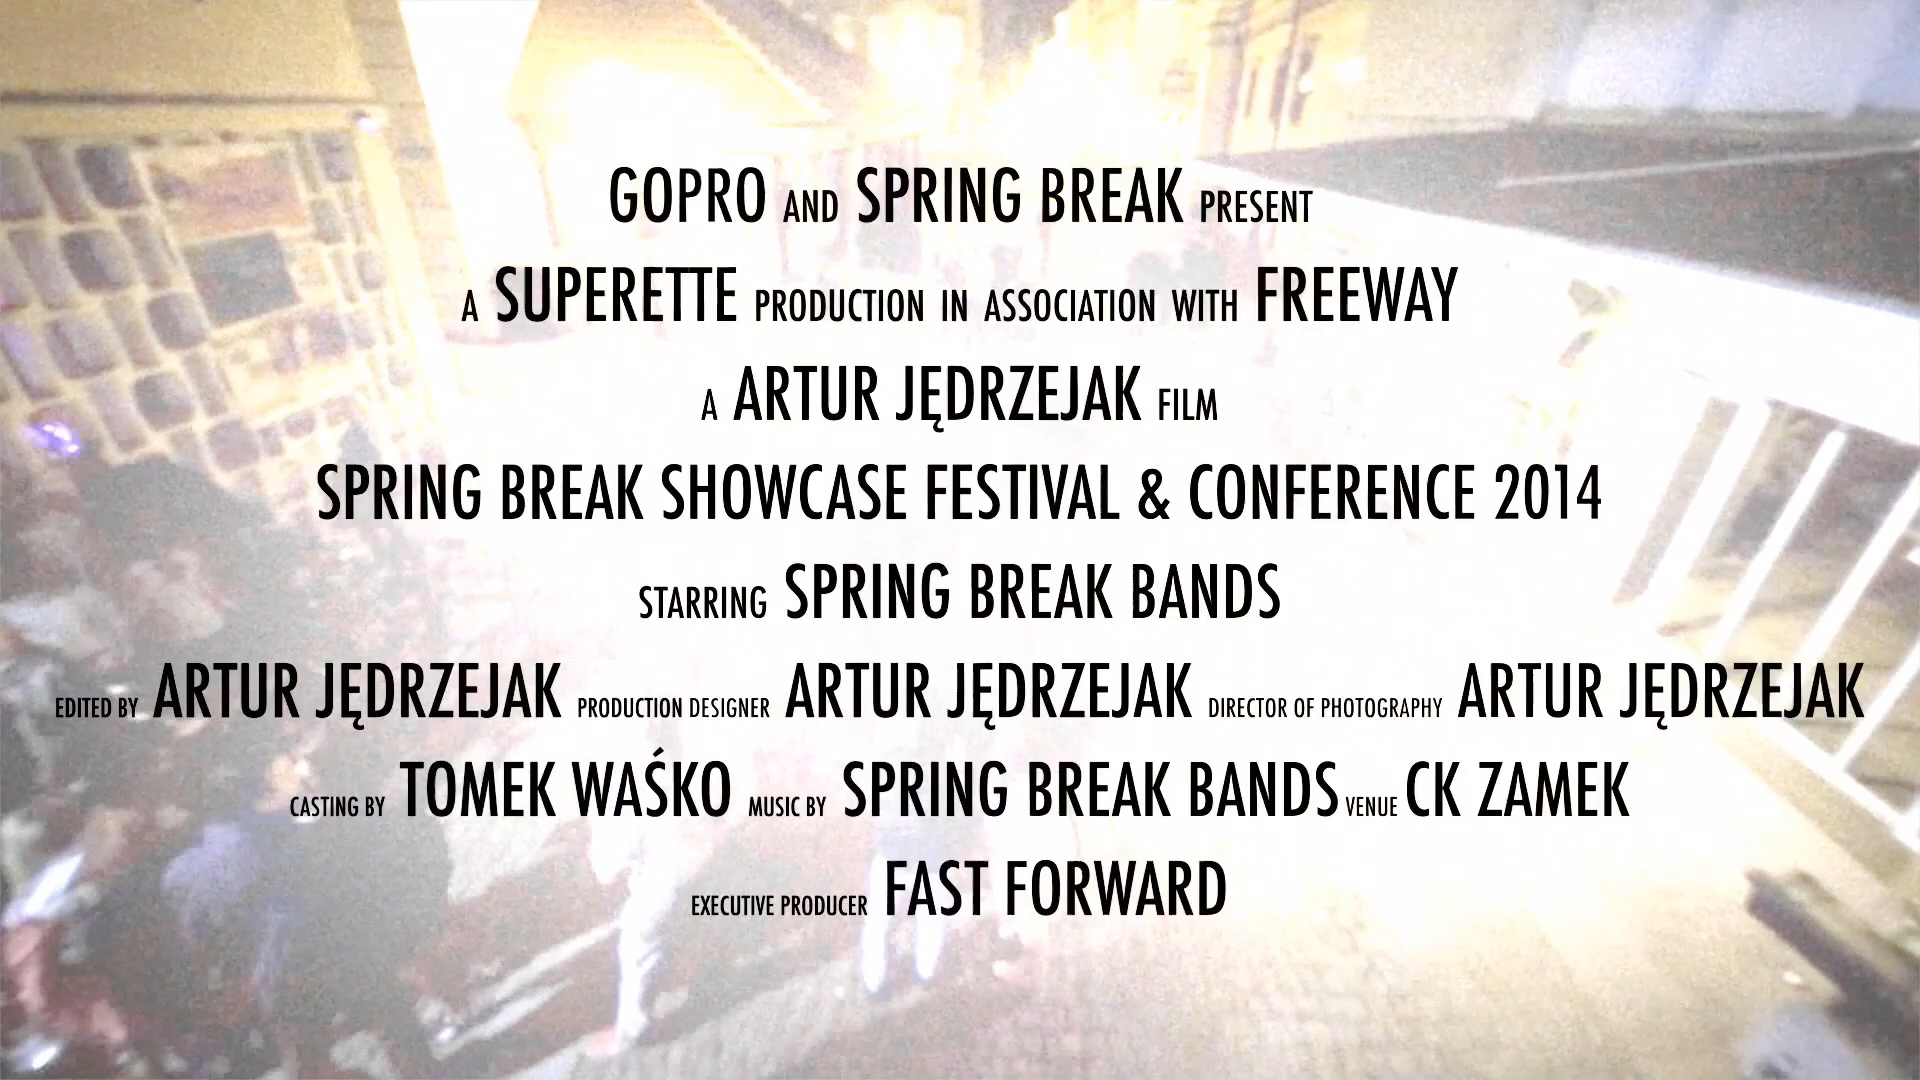 GOPRO AND SPRING BREAK PRESENT
A SUPERETTE PRODUCTION IN ASSOCIATION WITH FREEWAY
A ARTUR JĘDRZEJAK FILM
SPRING BREAK SHOWCASE FESTIVAL & CONFERENCE 2014
STARRING SPRING BREAK BANDS
EDITED BY ARTUR JĘDRZEJAK PRODUCTION DESIGNER ARTUR JĘDRZEJAK DIRECTOR OF PHOTOGRAPHY ARTUR JĘDRZEJAK
CASTING BY TOMEK WAŚKO MUSIC BY SPRING BREAK BANDS VENUE CK ZAMEK
EXECUTIVE PRODUCER FAST FORWARD